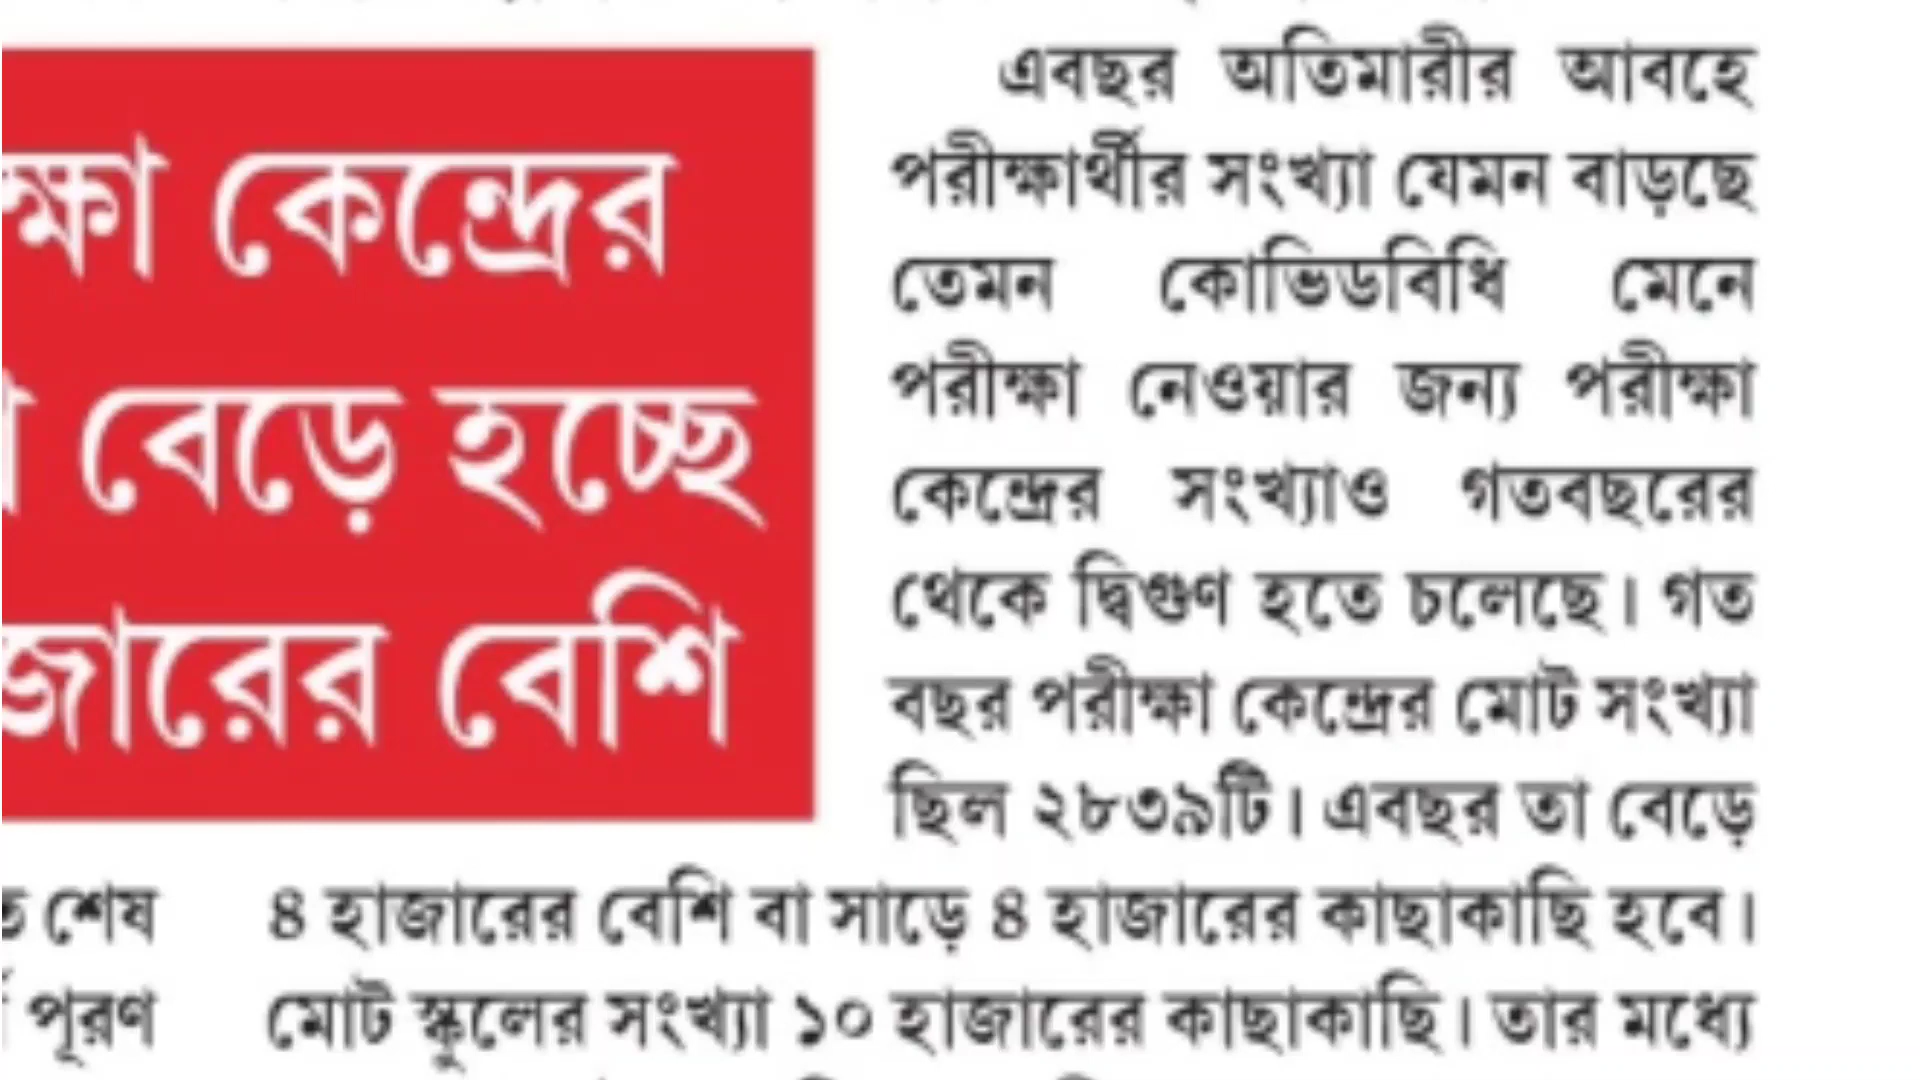 কেন্দ্রের
বেড়ে হচ্ছে
বেশি
এবছর অতিমারীর আবহে
পরীক্ষার্থীর সংখ্যা যেমন বাড়ছে
তেমন কোভিডবিধি মেনে
পরীক্ষা নেওয়ার জন্য পরীক্ষা
কেন্দ্রের সংখ্যাও গতবছরের
থেকে দ্বিগুণ হতে চলেছে। গত
বছর পরীক্ষা কেন্দ্রের মোট সংখ্যা
ছিল ২৮৩৯টি। এবছর তা বেড়ে
৪ হাজারের বেশি বা সাড়ে ৪ হাজারের কাছাকাছি হবে।
মোট স্কুলের সংখ্যা ১০ হাজারের কাছাকাছি। তার মধ্যে
শেষ
পূরণ